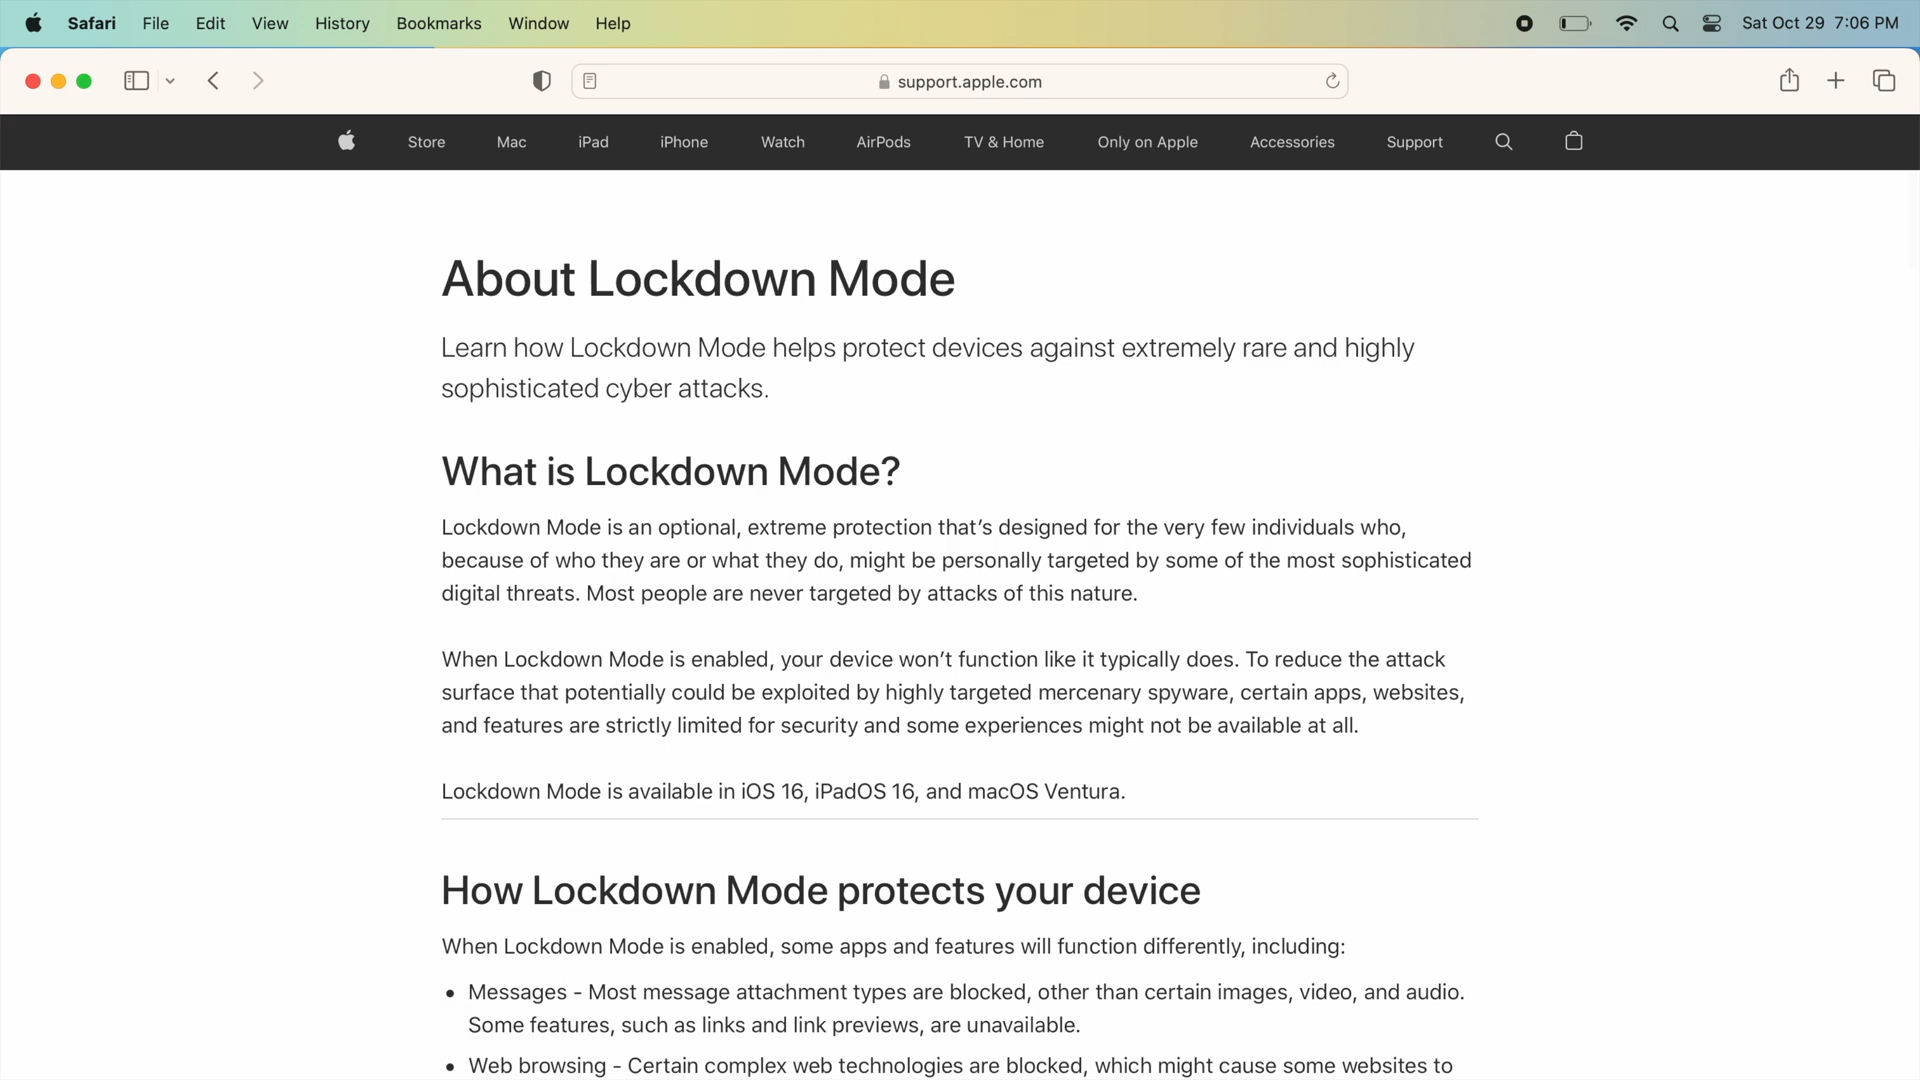 Safari File Edit View History Bookmarks Window Help Sat Oct 29 7:06 PM
support.apple.com
Store Mac iPad iPhone Watch AirPods TV & Home Only on Apple Accessories Support
About Lockdown Mode
Learn how Lockdown Mode helps protect devices against extremely rare and highly
sophisticated cyber attacks.
What is Lockdown Mode?
Lockdown Mode is an optional, extreme protection that’s designed for the very few individuals who,
because of who they are or what they do, might be personally targeted by some of the most sophisticated
digital threats. Most people are never targeted by attacks of this nature.
When Lockdown Mode is enabled, your device won’t function like it typically does. To reduce the attack
surface that potentially could be exploited by highly targeted mercenary spyware, certain apps, websites,
and features are strictly limited for security and some experiences might not be available at all.
Lockdown Mode is available in iOS 16, iPadOS 16, and macOS Ventura.
How Lockdown Mode protects your device
When Lockdown Mode is enabled, some apps and features will function differently, including:
• Messages - Most message attachment types are blocked, other than certain images, video, and audio.
Some features, such as links and link previews, are unavailable.
• Web browsing - Certain complex web technologies are blocked, which might cause some websites to